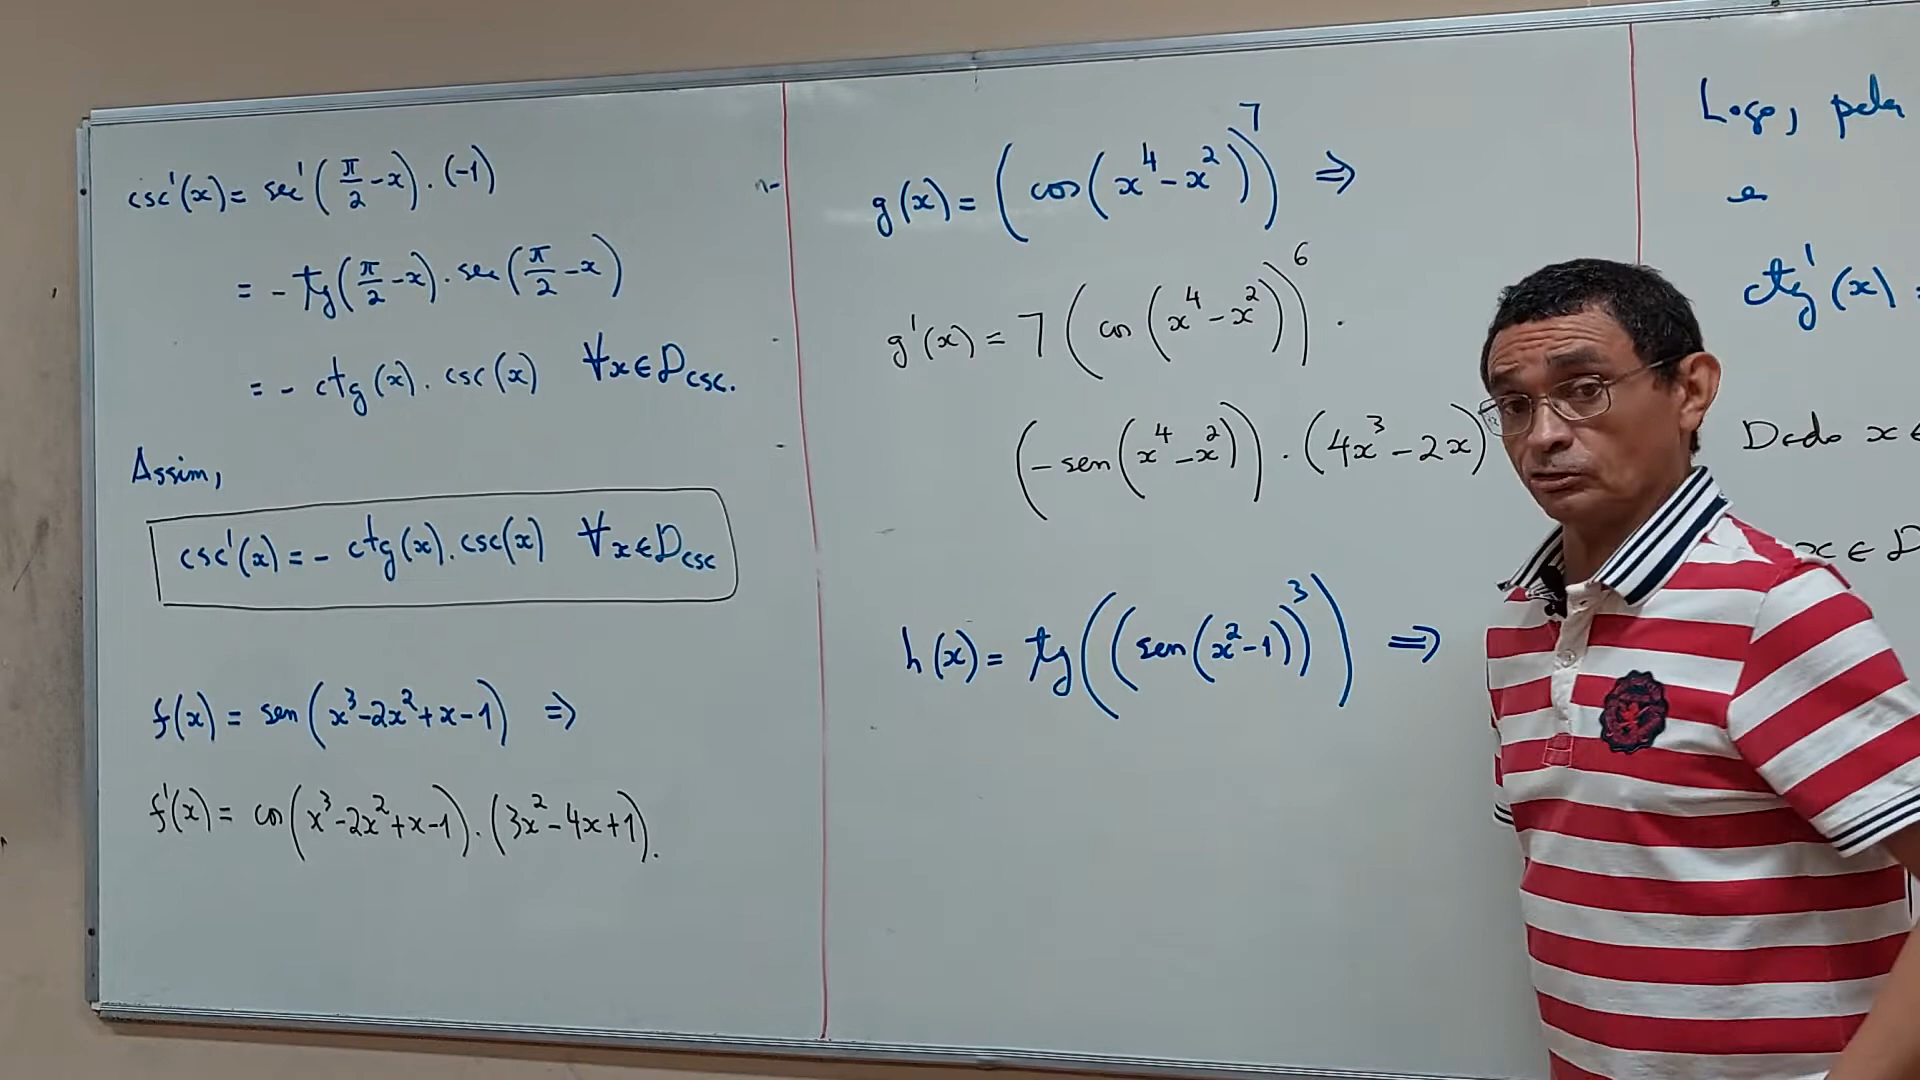 csc'(x) = sec'(π/2 - x) . (-1)
= - tg(π/2 - x) . sec(π/2 - x)
= - ctg(x) . csc(x) ∀x∈D_csc.
Assim,
csc'(x) = - ctg(x) . csc(x) ∀x∈D_csc
f(x) = sen(x³ - 2x² + x - 1) ⇒
f'(x) = cos(x³ - 2x² + x - 1) . (3x² - 4x + 1).
g(x) = (cos(x⁴ - x²))⁷ ⇒
g'(x) = 7 (cos(x⁴ - x²))⁶ .
(- sen(x⁴ - x²)) . (4x³ - 2x)
h(x) = tg((sen(x² - 1))³) ⇒
Logo, pela
e
ctg'(x) =
Dado x ∈
x ∈ D